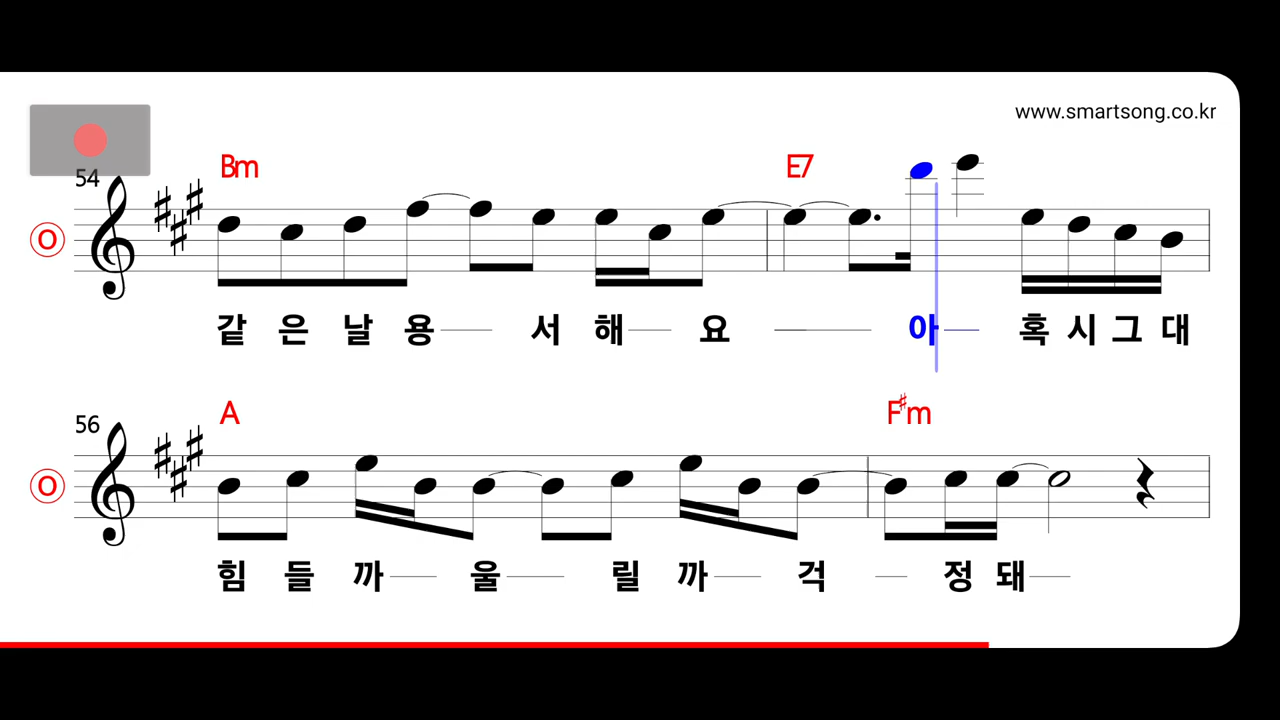 www.smartsong.co.kr
54
Bm E7
O
같은날용 서해 요 아 혹시그대
56
A F♯m
O
힘들까 울 릴까 걱 정돼